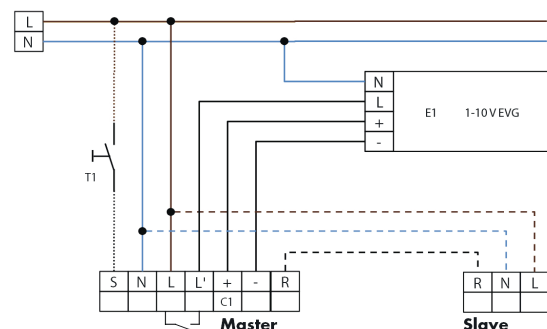 L
N
N
L
+
-
E1 1-10 V EVG
T1
S N L L' + - R
C1
Master
R N L
Slave